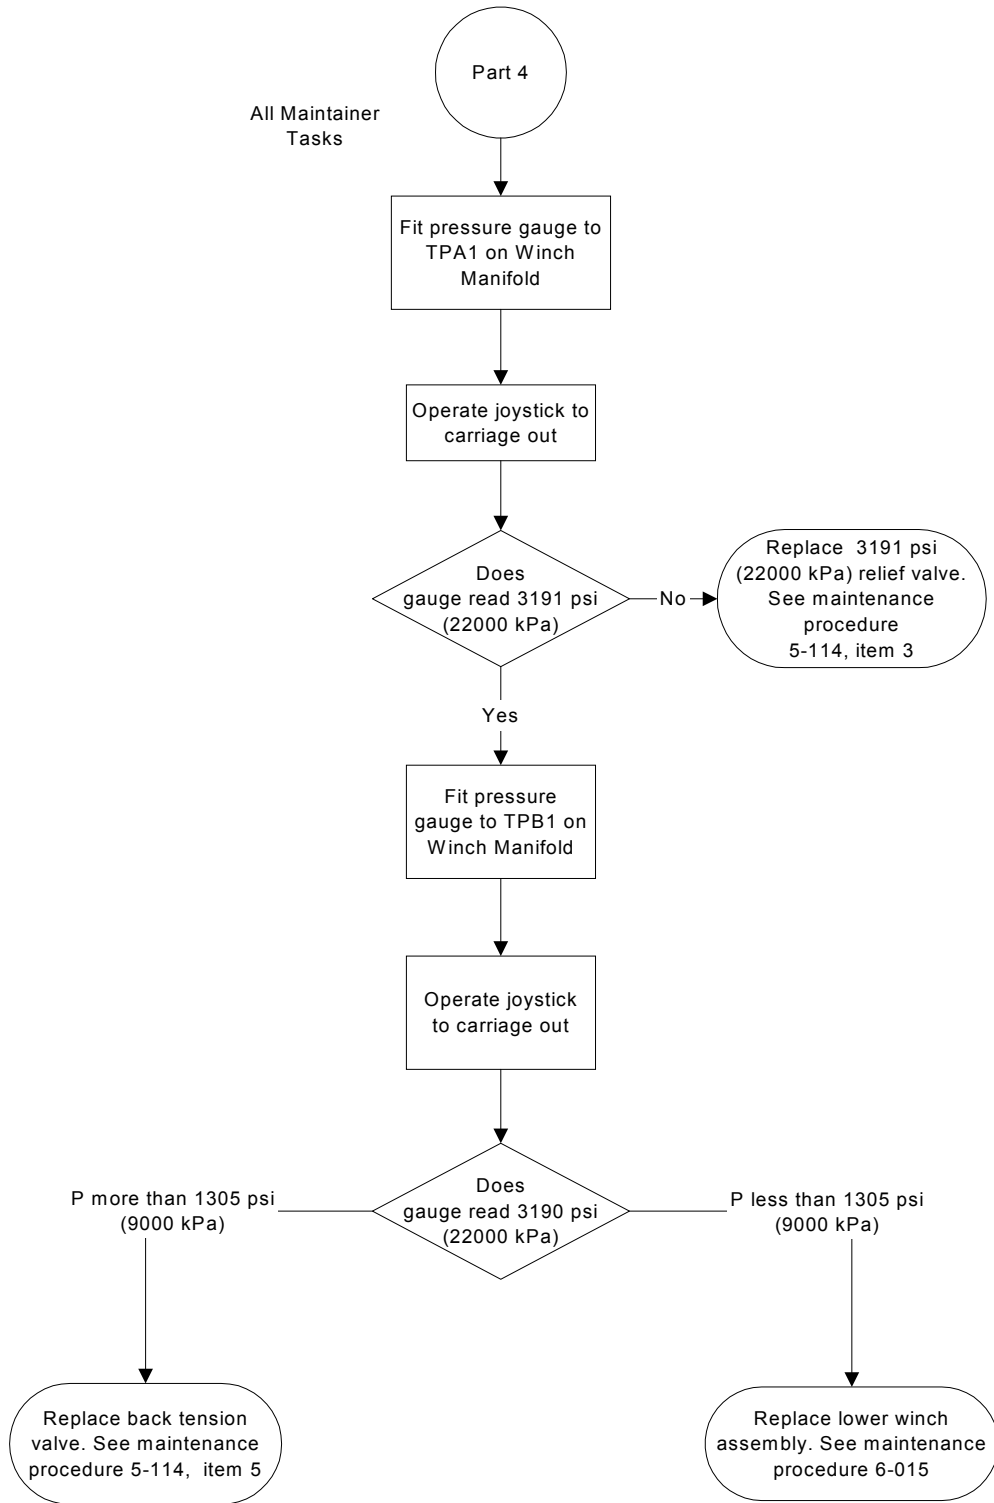 Part 4
All Maintainer
Tasks
Fit pressure gauge to
TPA1 on Winch
Manifold
Operate joystick to
carriage out
Does
gauge read 3191 psi
(22000 kPa)
No
Replace 3191 psi
(22000 kPa) relief valve.
See maintenance
procedure
5-114, item 3
Yes
Fit pressure
gauge to TPB1 on
Winch Manifold
Operate joystick
to carriage out
Does
gauge read 3190 psi
(22000 kPa)
P more than 1305 psi
(9000 kPa)
P less than 1305 psi
(9000 kPa)
Replace back tension
valve. See maintenance
procedure 5-114, item 5
Replace lower winch
assembly. See maintenance
procedure 6-015